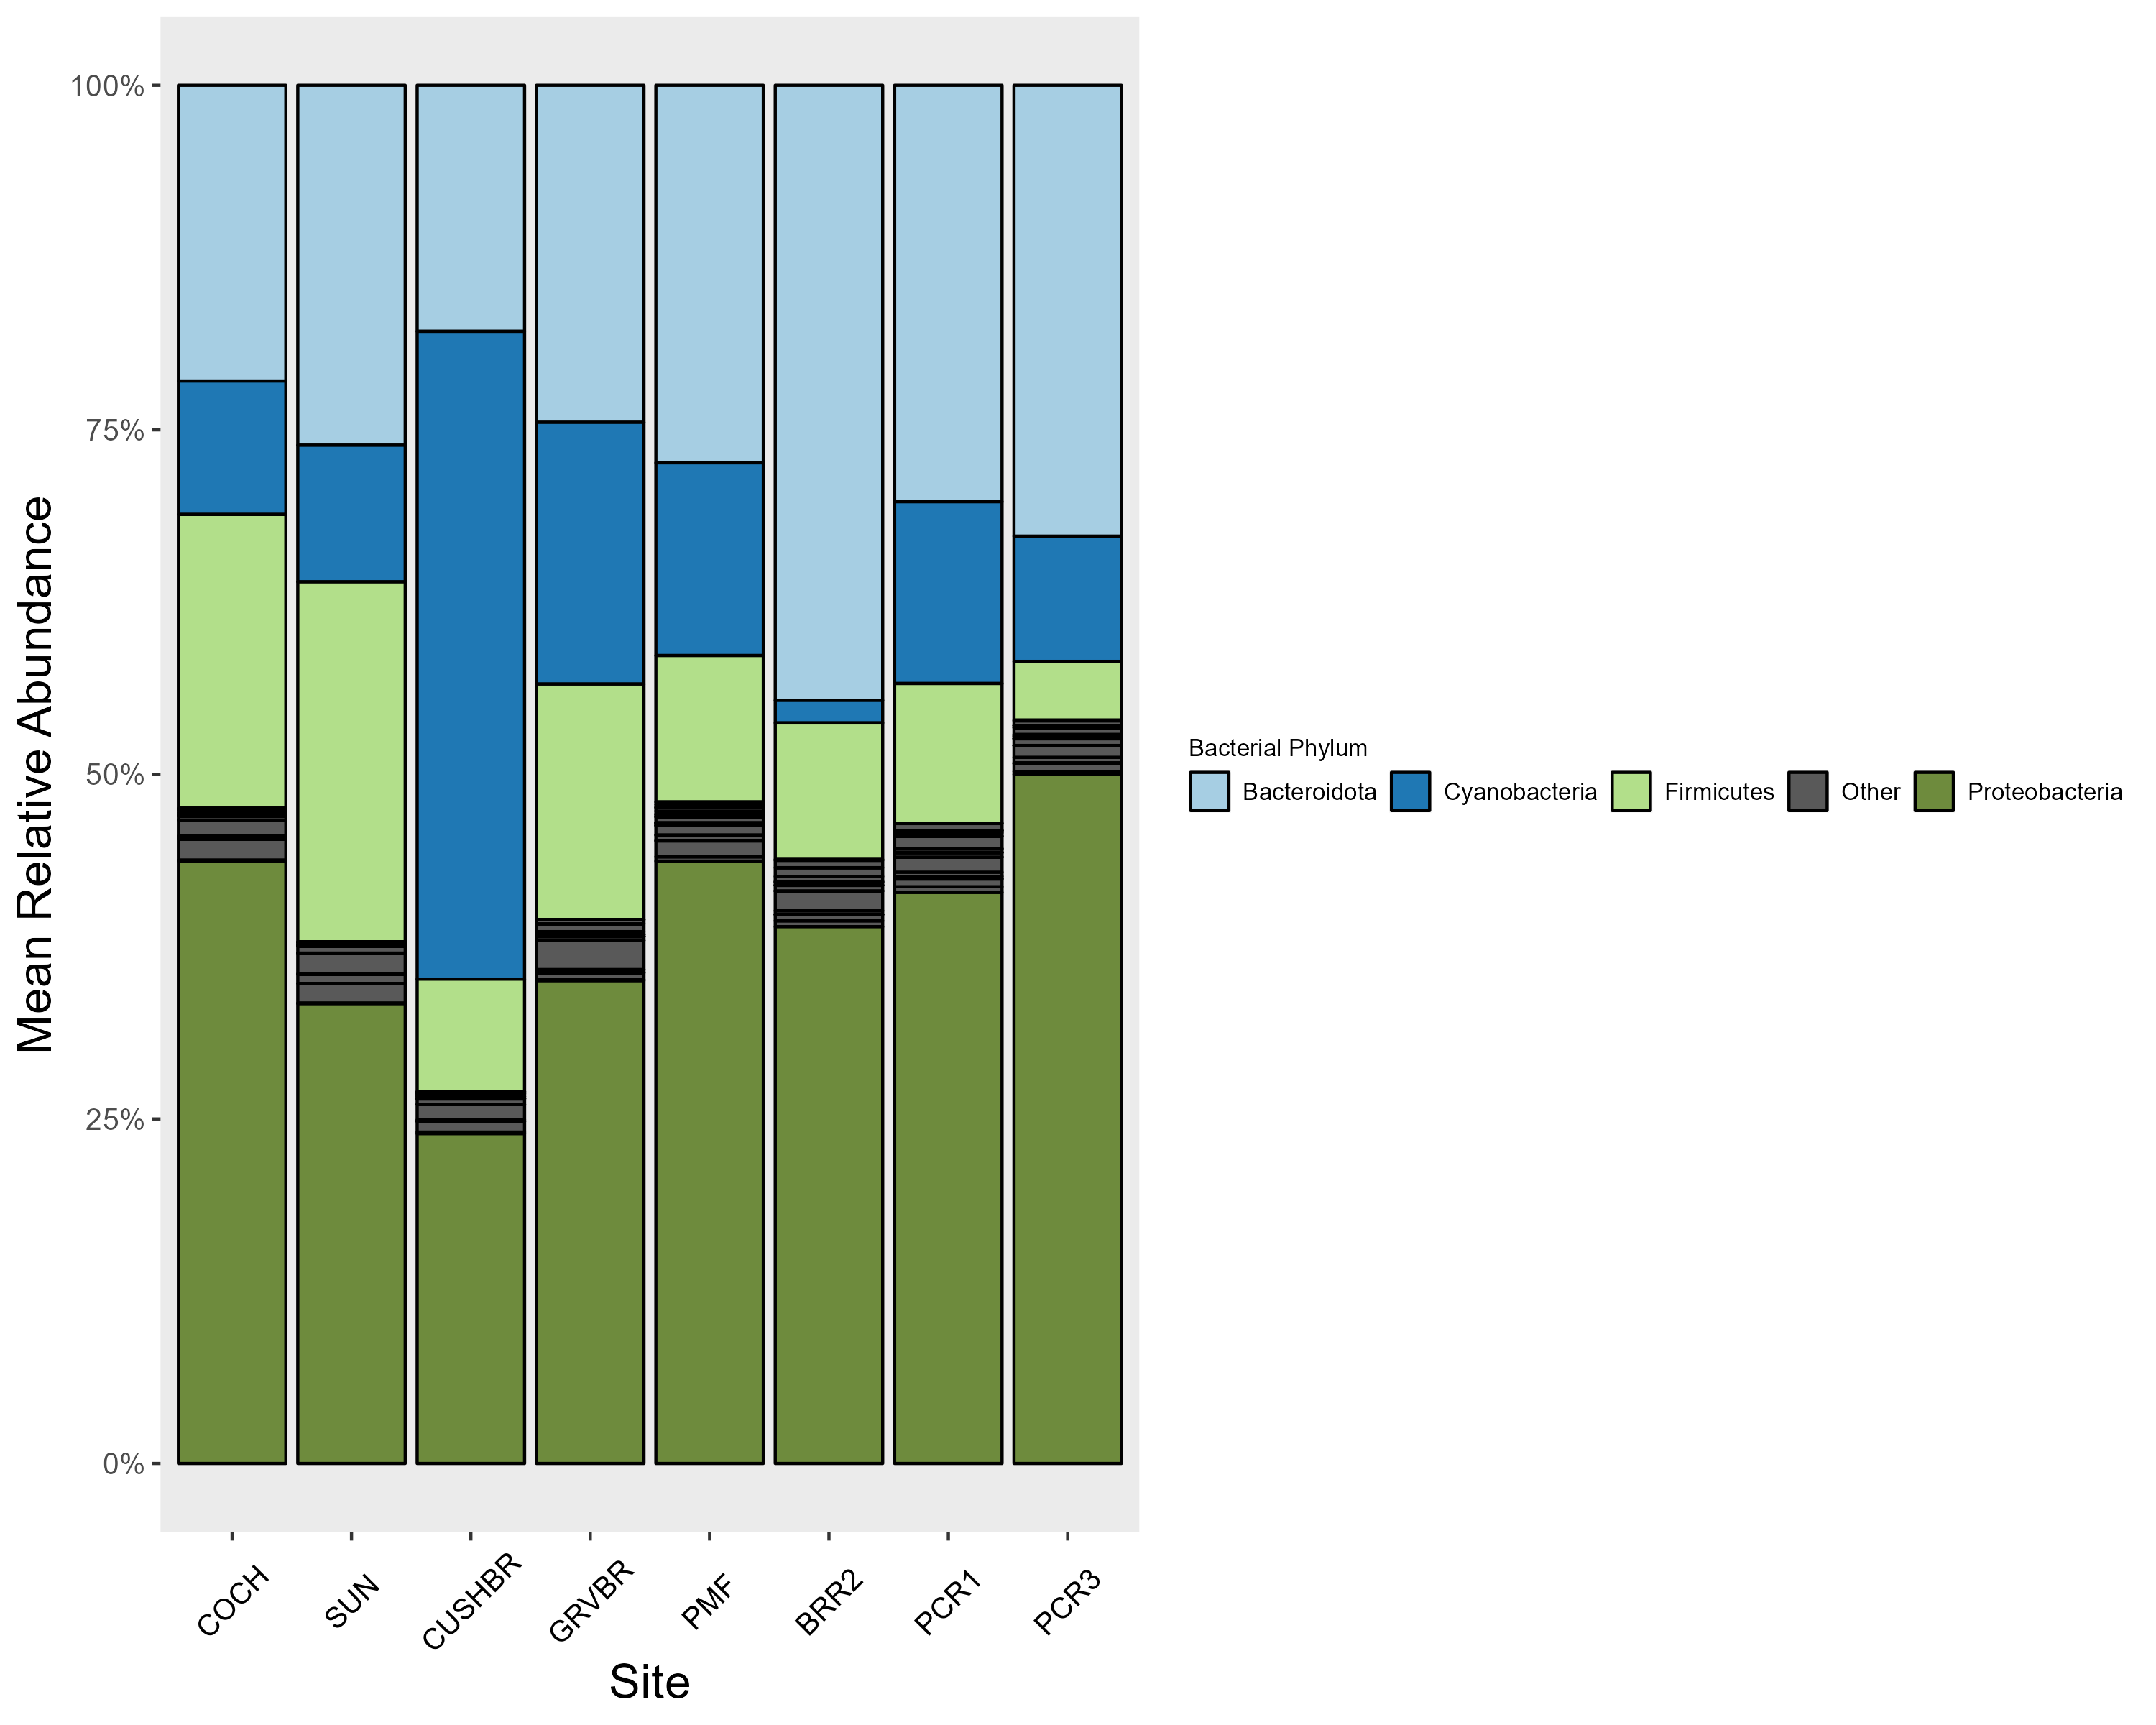 Mean Relative Abundance
100%
75%
50%
25%
0%
COCH
SUN
CUSHBR
GRVBR
PMF
BRR2
PCR1
PCR3
Site
Bacterial Phylum
Bacteroidota
Cyanobacteria
Firmicutes
Other
Proteobacteria